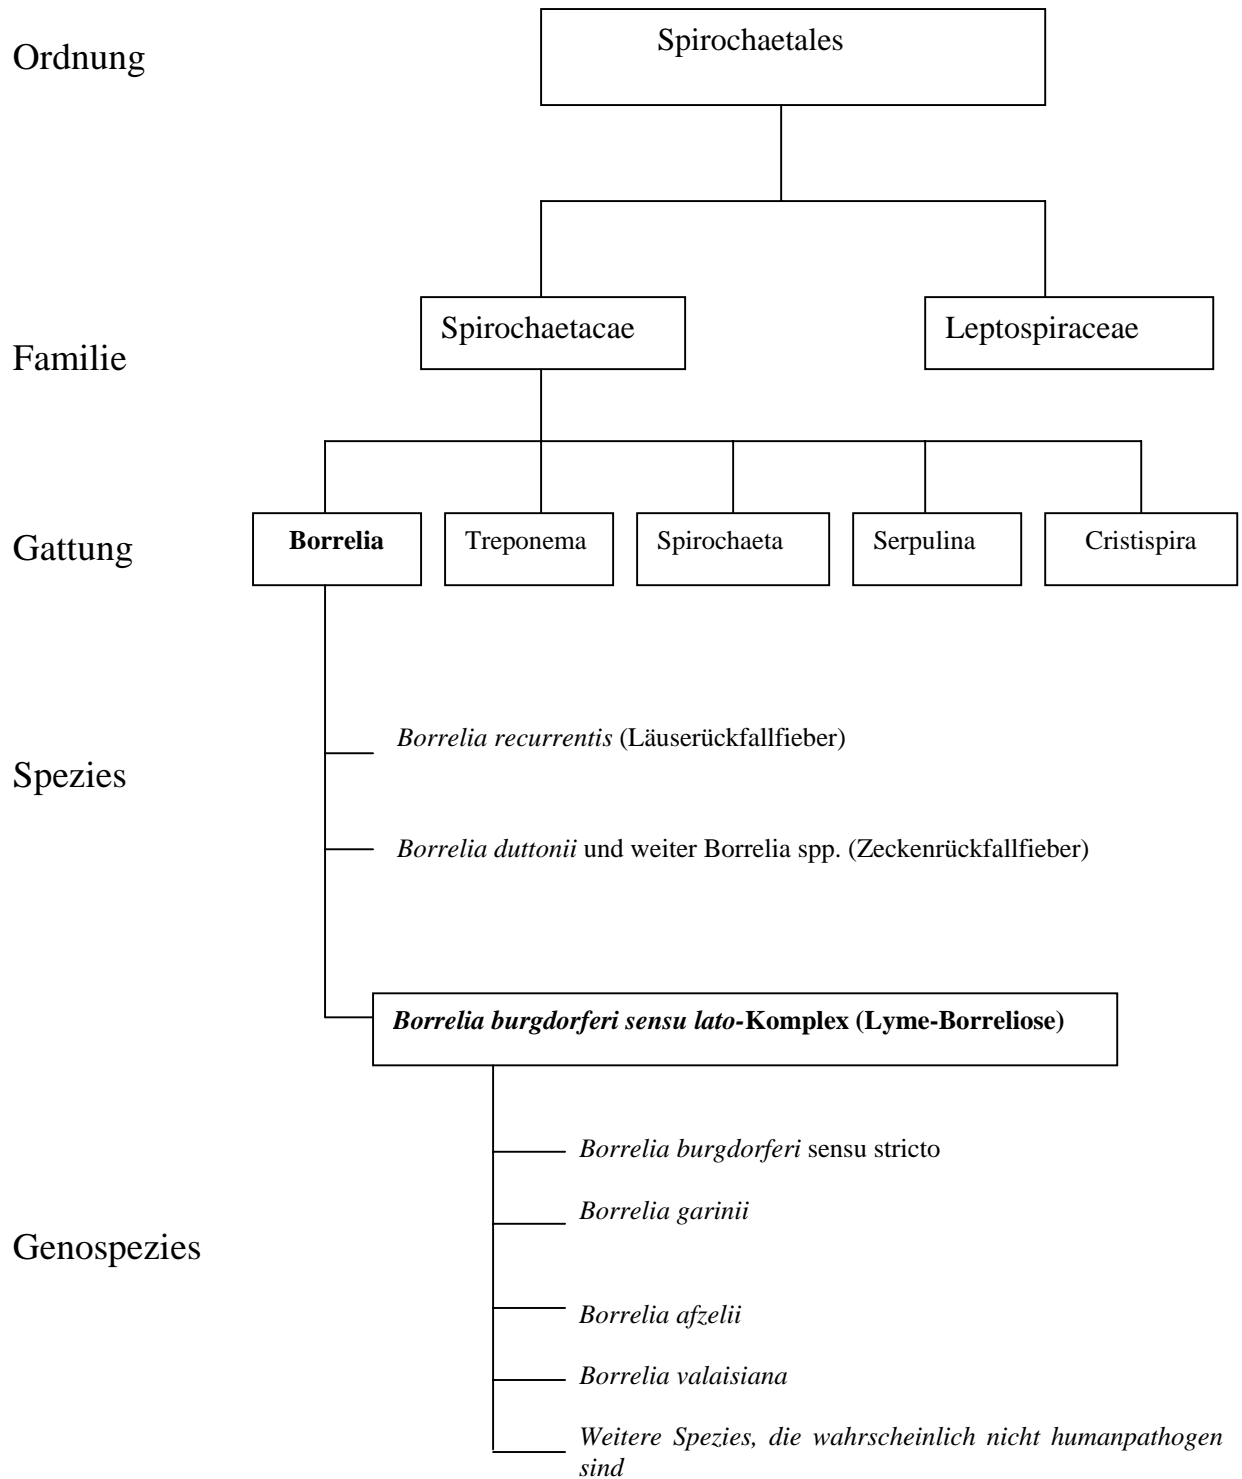 Ordnung
Spirochaetales
Familie
Spirochaetacae
Leptospiraceae
Gattung
Borrelia
Treponema
Spirochaeta
Serpulina
Cristispira
Spezies
Borrelia recurrentis (Läuserückfallfieber)
Borrelia duttonii und weiter Borrelia spp. (Zeckenrückfallfieber)
Borrelia burgdorferi sensu lato-Komplex (Lyme-Borreliose)
Genospezies
Borrelia burgdorferi sensu stricto
Borrelia garinii
Borrelia afzelii
Borrelia valaisiana
Weitere Spezies, die wahrscheinlich nicht humanpathogen
sind